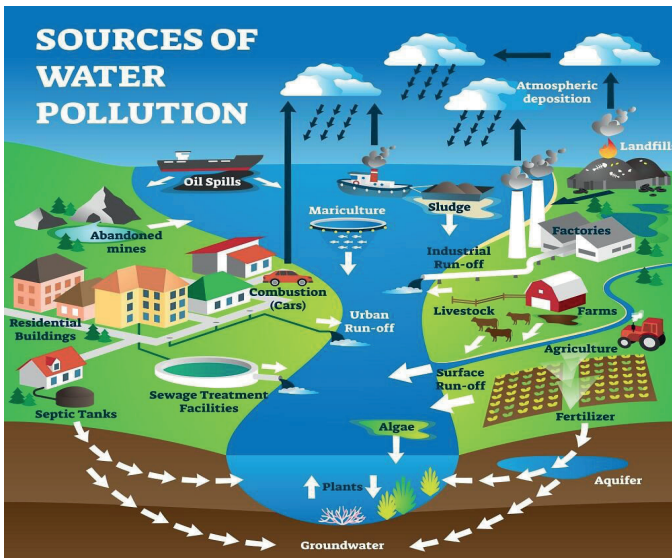 SOURCES OF
WATER
POLLUTION
Atmospheric
deposition
Landfills
Oil Spills
Sludge
Mariculture
Abandoned
mines
Factories
Industrial
Run-off
Combustion
(Cars)
Livestock
Farms
Residential
Buildings
Urban
Run-off
Agriculture
Surface
Run-off
Septic Tanks
Sewage Treatment
Facilities
Fertilizer
Algae
Plants
Aquifer
Groundwater